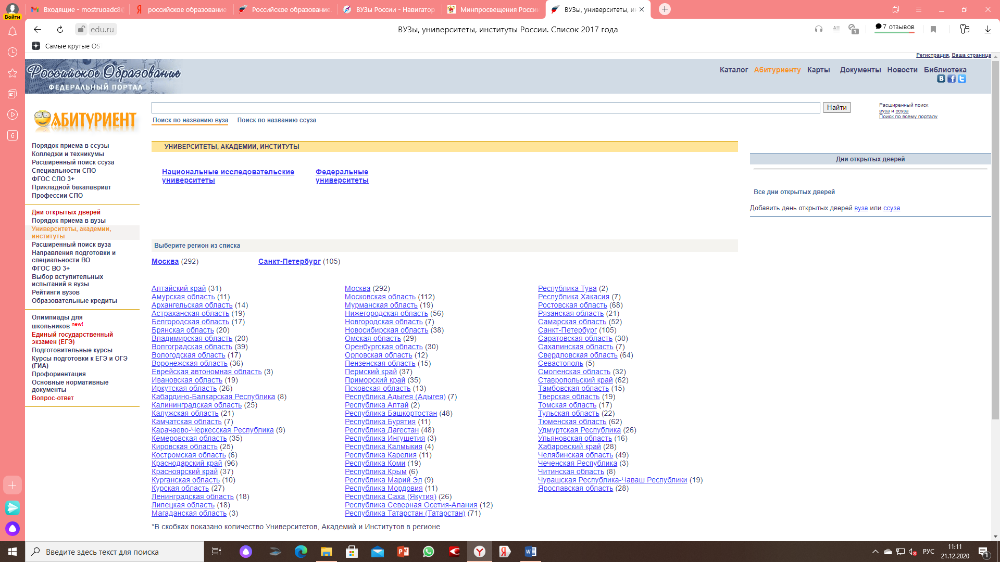 Войти
Входящие - mostruoadc8@
российское образование
Российское образование.
ВУЗы России - Навигатор
Минпросвещения России
ВУЗы, университеты, ин
edu.ru
ВУЗы, университеты, институты России. Список 2017 года
7 отзывов
1
Самые крутые OST
6
Регистрация, Ваша страница
Российское Образование
ФЕДЕРАЛЬНЫЙ ПОРТАЛ
Каталог Абитуриенту Карты Документы Новости Библиотека
АБИТУРИЕНТ
Найти
Расширенный поиск
вуза и ссуза
Поиск по всему порталу
Поиск по названию вуза Поиск по названию ссуза
Порядок приема в ссузы
Колледжи и техникумы
Расширенный поиск ссуза
Специальности СПО
ФГОС СПО 3+
Прикладной бакалавриат
Профессии СПО
Дни открытых дверей
Порядок приема в вузы
Университеты, академии,
институты
Расширенный поиск вуза
Направления подготовки и
специальности ВО
ФГОС ВО 3+
Выбор вступительных
испытаний в вузы
Рейтинги вузов
Образовательные кредиты
Олимпиады для
школьников new!
Единый государственный
экзамен (ЕГЭ)
Подготовительные курсы
Курсы подготовки к ЕГЭ и ОГЭ
(ГИА)
Профориентация
Основные нормативные
документы
Вопрос-ответ
УНИВЕРСИТЕТЫ, АКАДЕМИИ, ИНСТИТУТЫ
Национальные исследовательские
университеты
Федеральные
университеты
Выберите регион из списка
Москва (292) Санкт-Петербург (105)
Алтайский край (31)
Амурская область (11)
Архангельская область (14)
Астраханская область (19)
Белгородская область (17)
Брянская область (20)
Владимирская область (20)
Волгоградская область (39)
Вологодская область (17)
Воронежская область (36)
Еврейская автономная область (3)
Ивановская область (19)
Иркутская область (26)
Кабардино-Балкарская Республика (8)
Калининградская область (25)
Калужская область (21)
Камчатская область (7)
Карачаево-Черкесская Республика (9)
Кемеровская область (35)
Кировская область (25)
Костромская область (6)
Краснодарский край (96)
Красноярский край (37)
Курганская область (10)
Курская область (27)
Ленинградская область (18)
Липецкая область (18)
Магаданская область (3)
Москва (292)
Московская область (112)
Мурманская область (19)
Нижегородская область (56)
Новгородская область (7)
Новосибирская область (38)
Омская область (29)
Оренбургская область (30)
Орловская область (12)
Пензенская область (15)
Пермский край (37)
Приморский край (35)
Псковская область (13)
Республика Адыгея (Адыгея) (7)
Республика Алтай (2)
Республика Башкортостан (48)
Республика Бурятия (11)
Республика Дагестан (48)
Республика Ингушетия (3)
Республика Калмыкия (4)
Республика Карелия (11)
Республика Коми (19)
Республика Крым (6)
Республика Марий Эл (9)
Республика Мордовия (11)
Республика Саха (Якутия) (26)
Республика Северная Осетия-Алания (12)
Республика Татарстан (Татарстан) (71)
Республика Тува (2)
Республика Хакасия (7)
Ростовская область (68)
Рязанская область (21)
Самарская область (52)
Санкт-Петербург (105)
Саратовская область (30)
Сахалинская область (7)
Свердловская область (64)
Севастополь (5)
Смоленская область (32)
Ставропольский край (62)
Тамбовская область (15)
Тверская область (19)
Томская область (17)
Тульская область (22)
Тюменская область (62)
Удмуртская Республика (26)
Ульяновская область (16)
Хабаровский край (28)
Челябинская область (49)
Чеченская Республика (3)
Читинская область (8)
Чувашская Республика-Чаваш Республики (19)
Ярославская область (28)
*В скобках показано количество Университетов, Академий и Институтов в регионе
Дни открытых дверей
Все дни открытых дверей
Добавить день открытых дверей вуза или ссуза
Введите здесь текст для поиска
РУС
11:11
21.12.2020
1